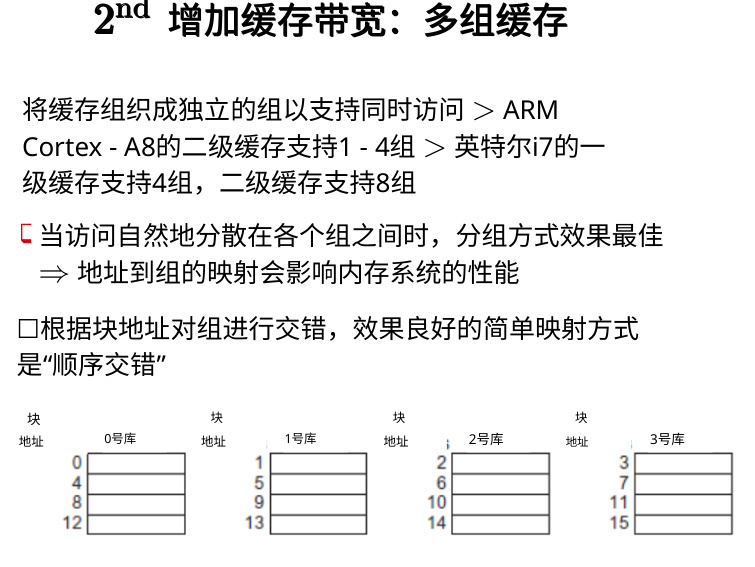 2nd 增加缓存带宽：多组缓存
将缓存组织成独立的组以支持同时访问 > ARM
Cortex - A8的二级缓存支持1 - 4组 > 英特尔i7的一
级缓存支持4组，二级缓存支持8组
当访问自然地分散在各个组之间时，分组方式效果最佳
⇒ 地址到组的映射会影响内存系统的性能
□根据块地址对组进行交错，效果良好的简单映射方式
是“顺序交错”
块 块 块 块
地址 0号库 地址 1号库 地址 2号库 地址 3号库
0 1 2 3
4 5 6 7
8 9 10 11
12 13 14 15